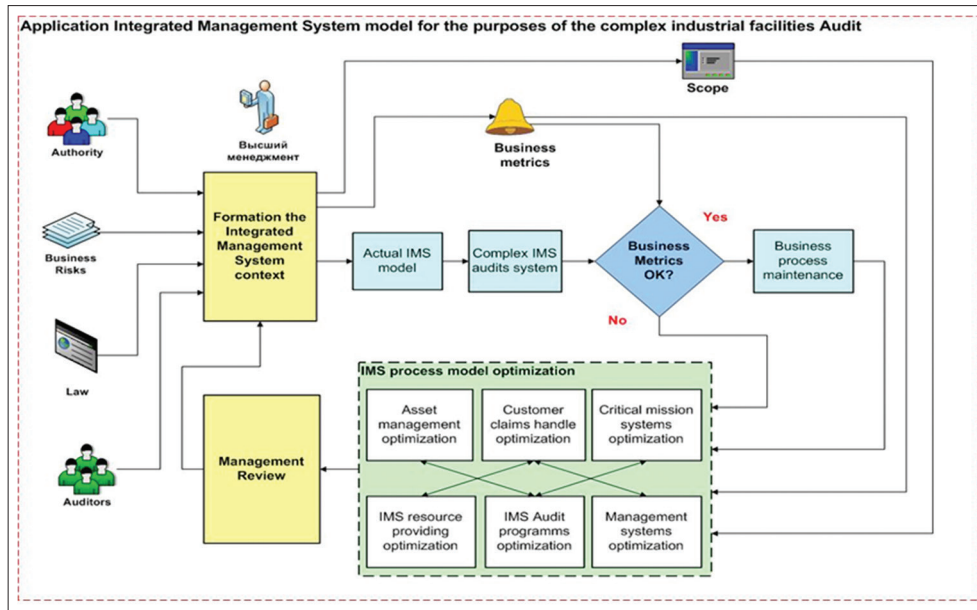 Application Integrated Management System model for the purposes of the complex industrial facilities Audit
Scope
Authority
Высший
менеджмент
Business
metrics
Formation the
Integrated
Management
System
context
Business
Risks
Actual IMS
model
Complex IMS
audits system
Business
Metrics
OK?
Yes
Business
process
maintenance
No
Law
IMS process model optimization
Asset
management
optimization
Customer
claims handle
optimization
Critical mission
systems
optimization
Management
Review
Auditors
IMS resource
providing
optimization
IMS Audit
programms
optimization
Management
systems
optimization